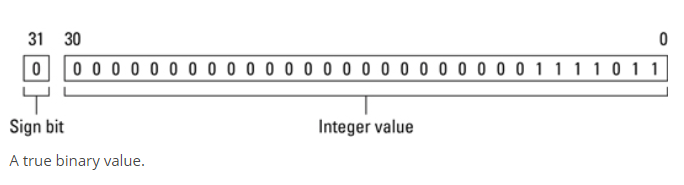 31 30 0
0 0 0 0 0 0 0 0 0 0 0 0 0 0 0 0 0 0 0 0 0 0 0 0 0 1 1 1 1 0 1 1
Sign bit Integer value
A true binary value.